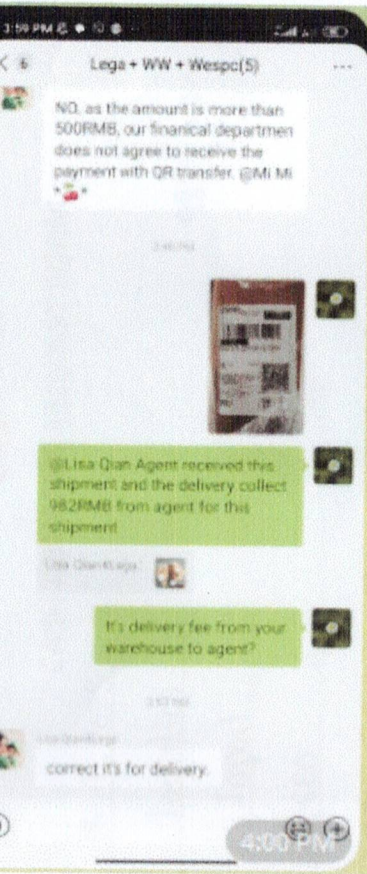 3:59 PM
6
Lega + WW + Wespc(5)
NO, as the amount is more than
500RMB, our finanical departmen
does not agree to receive the
payment with QR transfer. @Mi Mi
@Lisa Qian Agent received this
shipment and the delivery collect
982RMB from agent for this
shipment
It's delivery fee from your
warehouse to agent?
correct it's for delivery.
4:00 PM